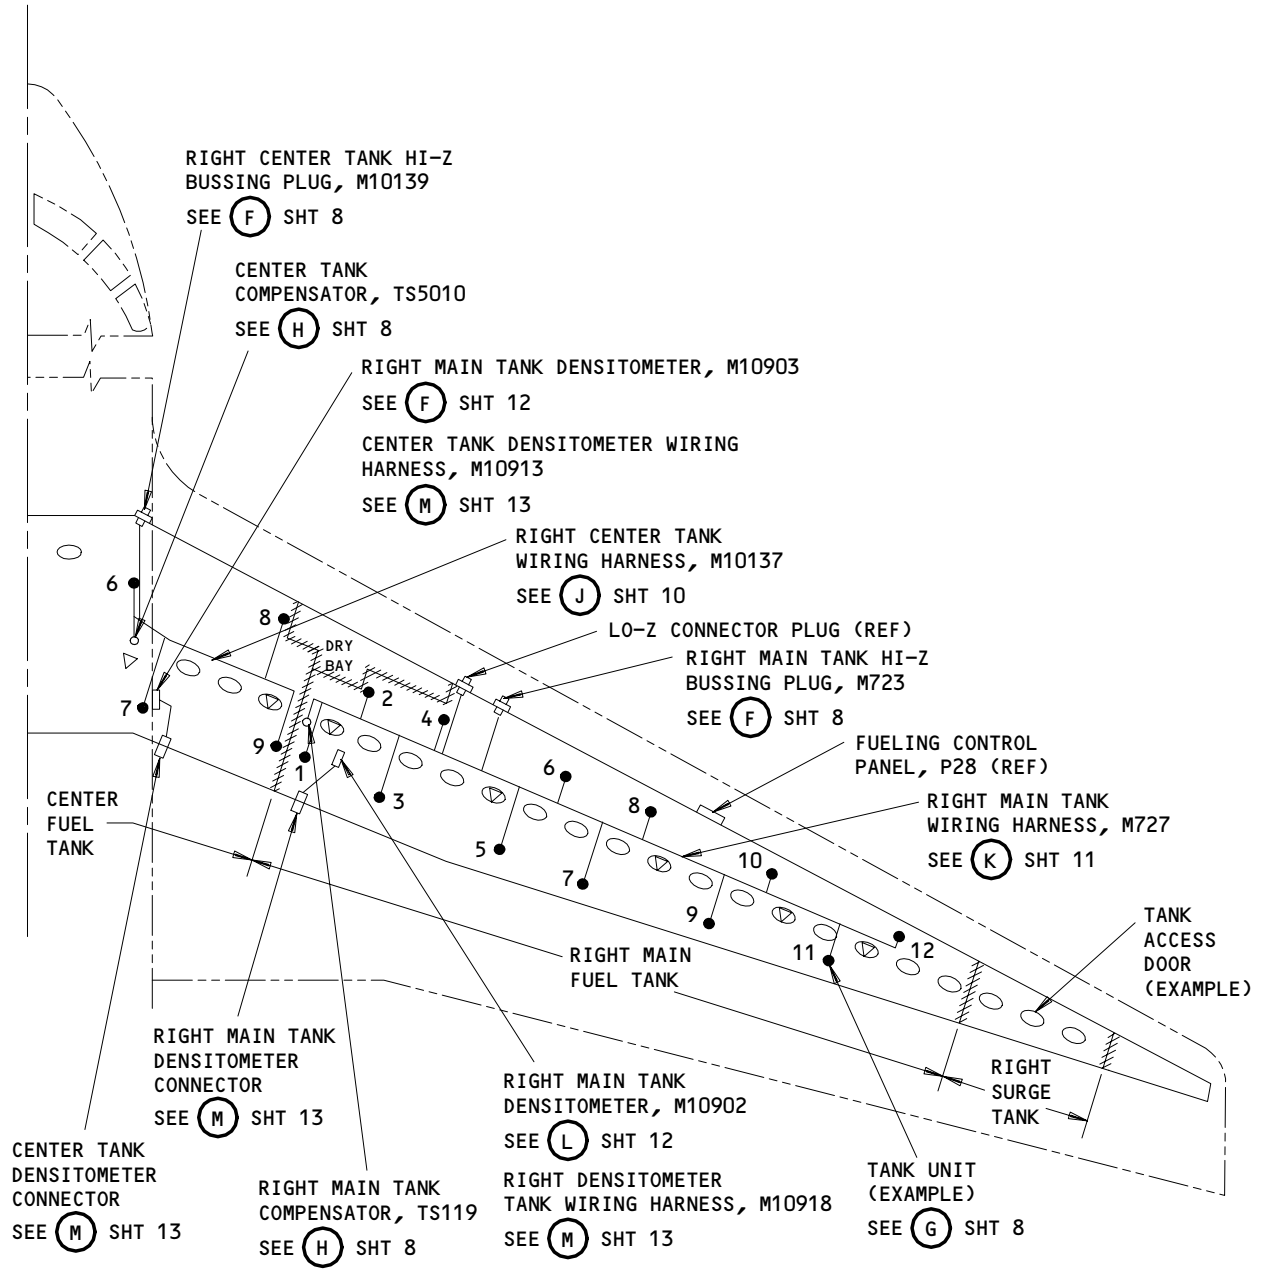 RIGHT CENTER TANK HI-Z
BUSSING PLUG, M10139
SEE F SHT 8
CENTER TANK
COMPENSATOR, TS5010
SEE H SHT 8
RIGHT MAIN TANK DENSITOMETER, M10903
SEE F SHT 12
CENTER TANK DENSITOMETER WIRING
HARNESS, M10913
SEE M SHT 13
RIGHT CENTER TANK
WIRING HARNESS, M10137
SEE J SHT 10
LO-Z CONNECTOR PLUG (REF)
RIGHT MAIN TANK HI-Z
BUSSING PLUG, M723
SEE F SHT 8
FUELING CONTROL
PANEL, P28 (REF)
RIGHT MAIN TANK
WIRING HARNESS, M727
SEE K SHT 11
TANK
ACCESS
DOOR
(EXAMPLE)
6
8
DRY
BAY
7
2
4
9
1
3
6
5
8
7
10
9
11
12
CENTER
FUEL
TANK
RIGHT MAIN
FUEL TANK
RIGHT
SURGE
TANK
RIGHT MAIN TANK
DENSITOMETER
CONNECTOR
SEE M SHT 13
CENTER TANK
DENSITOMETER
CONNECTOR
SEE M SHT 13
RIGHT MAIN TANK
COMPENSATOR, TS119
SEE H SHT 8
RIGHT MAIN TANK
DENSITOMETER, M10902
SEE L SHT 12
RIGHT DENSITOMETER
TANK WIRING HARNESS, M10918
SEE M SHT 13
TANK UNIT
(EXAMPLE)
SEE G SHT 8